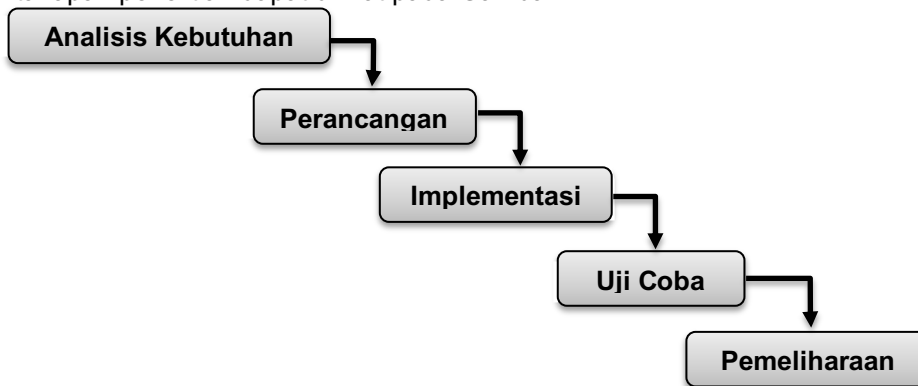 Analisis Kebutuhan
Perancangan
Implementasi
Uji Coba
Pemeliharaan